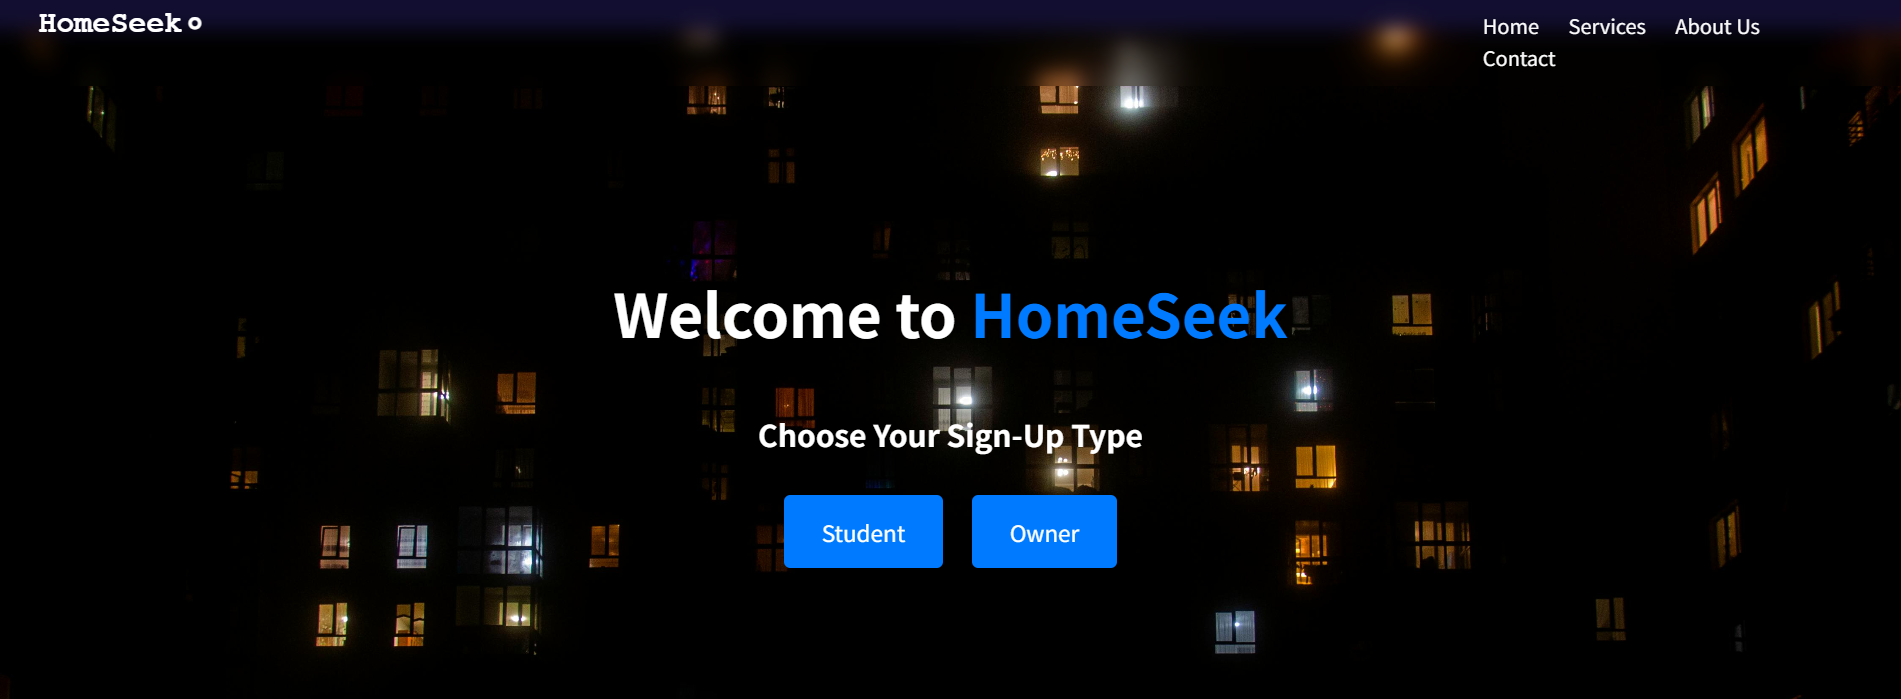 HomeSeek
Home Services About Us
Contact
Welcome to HomeSeek
Choose Your Sign-Up Type
Student Owner